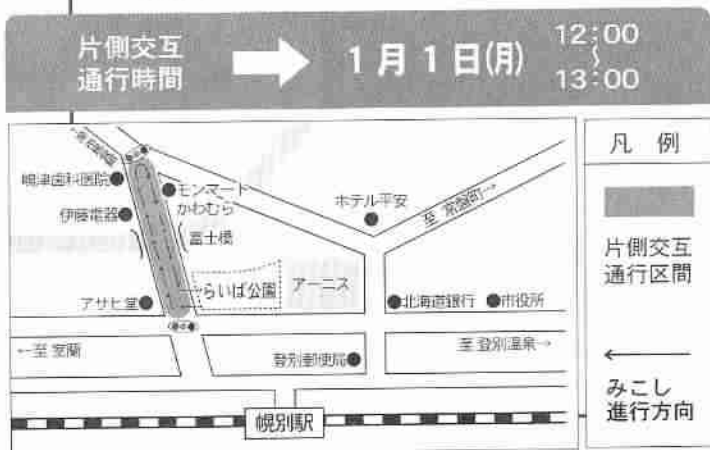 片側交互
通行時間
1月1日(月)
12:00
〜
13:00
嶋津歯科医院
モンマート
かわむら
伊藤電器
富士橋
ホテル平安
至 常盤町→
らいば公園
アーニス
アサヒ堂
北海道銀行
市役所
←至 室蘭
登別郵便局
至 登別温泉→
幌別駅
凡例
片側交互
通行区間
みこし
進行方向